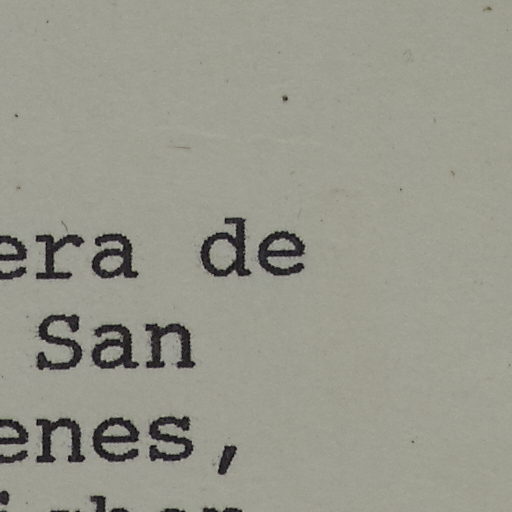 era de
San
enes,